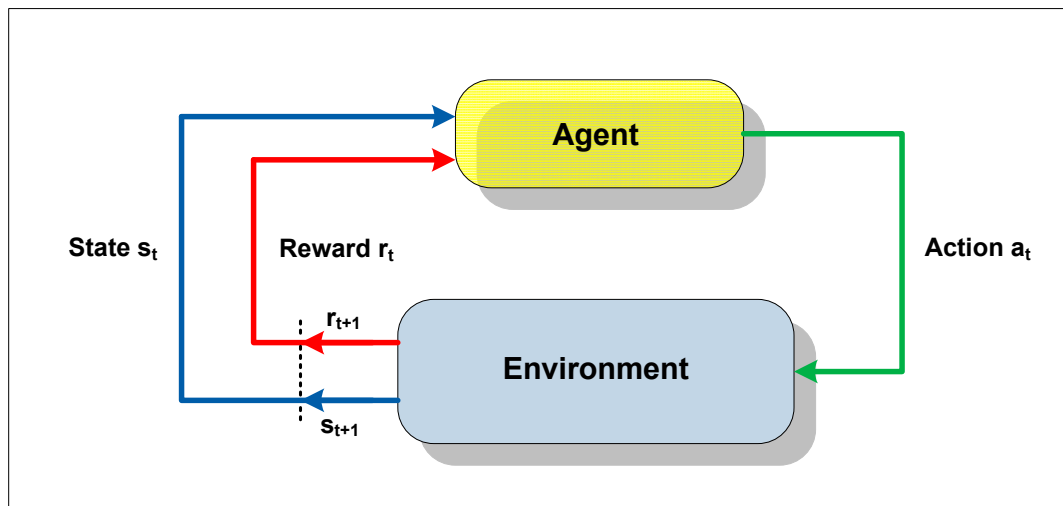 Agent
State sₜ
Reward rₜ
Action aₜ
rₜ₊₁
Environment
sₜ₊₁